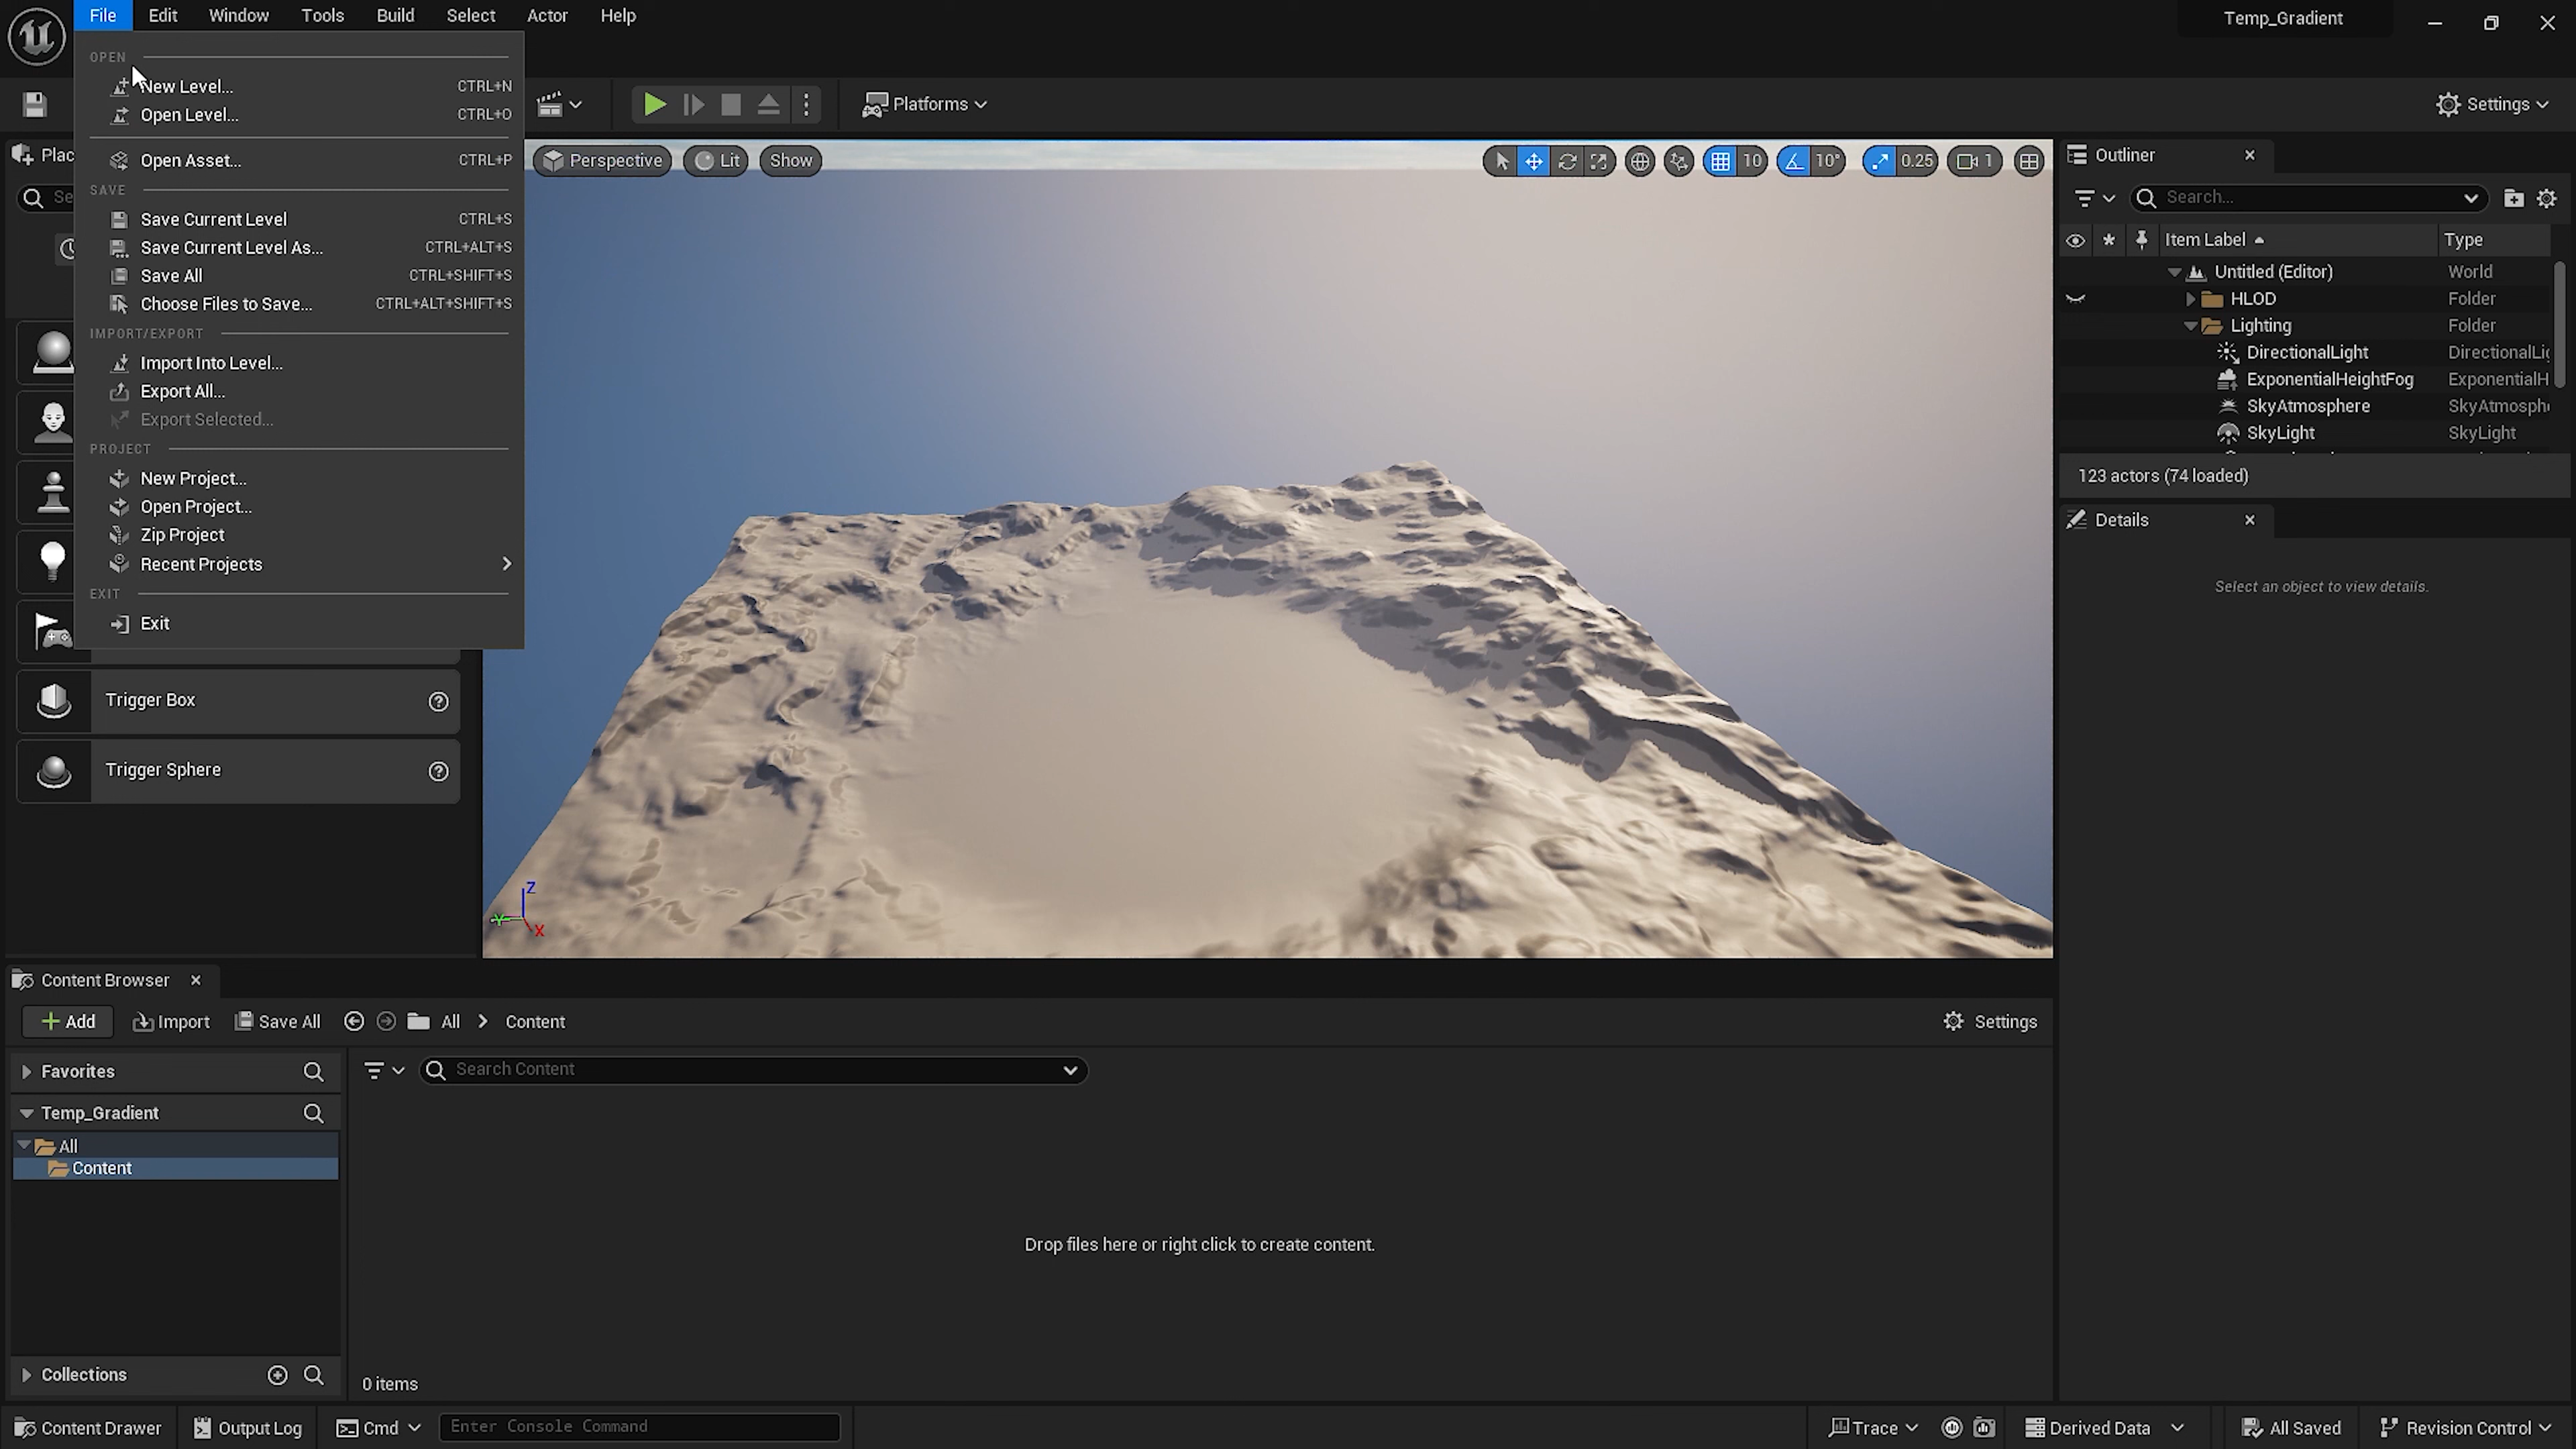 File Edit Window Tools Build Select Actor Help
Temp_Gradient
OPEN
New Level... CTRL+N
Open Level... CTRL+O
Open Asset... CTRL+P
SAVE
Save Current Level CTRL+S
Save Current Level As... CTRL+ALT+S
Save All CTRL+SHIFT+S
Choose Files to Save... CTRL+ALT+SHIFT+S
IMPORT/EXPORT
Import Into Level...
Export All...
Export Selected...
PROJECT
New Project...
Open Project...
Zip Project
Recent Projects
EXIT
Exit
Plac
Se
Trigger Box
Trigger Sphere
Platforms
Settings
Perspective Lit Show
10 10° 0.25 1
Z
Y
X
Outliner
Search...
Item Label Type
Untitled (Editor) World
HLOD Folder
Lighting Folder
DirectionalLight DirectionalLig
ExponentialHeightFog ExponentialH
SkyAtmosphere SkyAtmosph
SkyLight SkyLight
123 actors (74 loaded)
Details
Select an object to view details.
Content Browser
Add Import Save All All Content Settings
Favorites
Search Content
Temp_Gradient
All
Content
Drop files here or right click to create content.
Collections
0 items
Content Drawer Output Log Cmd Enter Console Command Trace Derived Data All Saved Revision Control